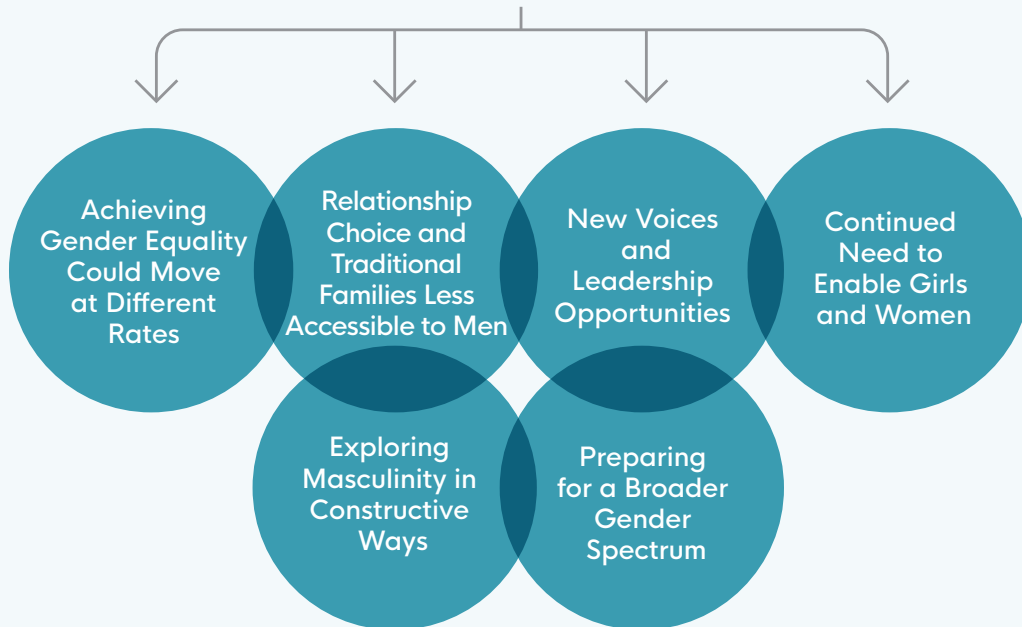 Achieving
Gender Equality
Could Move
at Different
Rates
Relationship
Choice and
Traditional
Families Less
Accessible to Men
New Voices
and
Leadership
Opportunities
Continued
Need to
Enable Girls
and Women
Exploring
Masculinity in
Constructive
Ways
Preparing
for a Broader
Gender
Spectrum